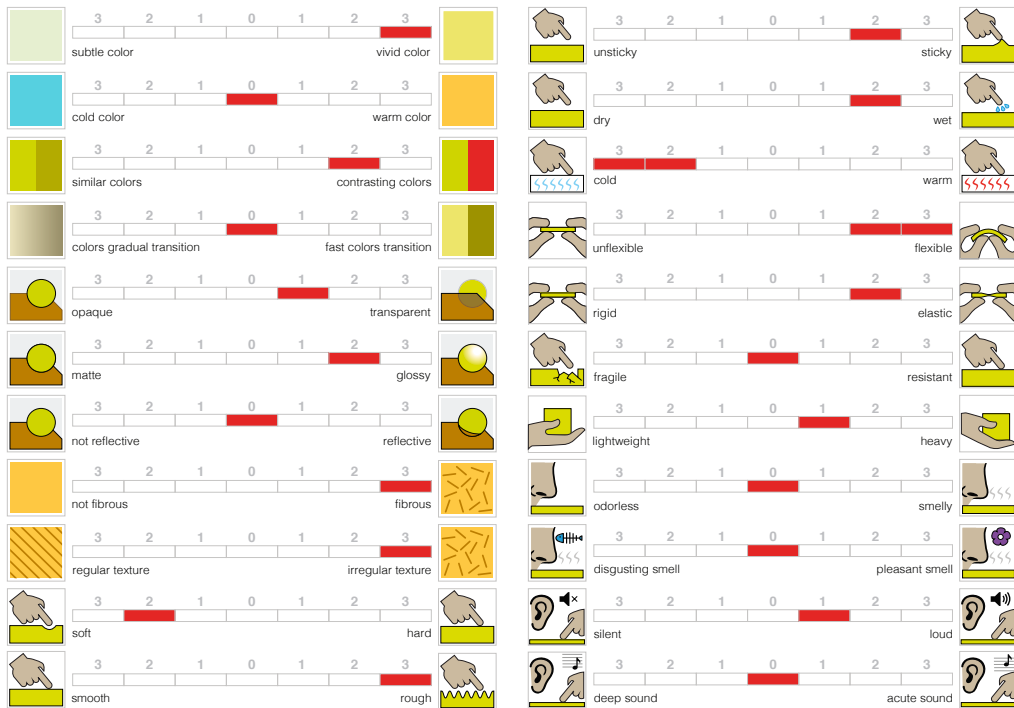 3 2 1 0 1 2 3
subtle color vivid color
3 2 1 0 1 2 3
cold color warm color
3 2 1 0 1 2 3
similar colors contrasting colors
3 2 1 0 1 2 3
colors gradual transition fast colors transition
3 2 1 0 1 2 3
opaque transparent
3 2 1 0 1 2 3
matte glossy
3 2 1 0 1 2 3
not reflective reflective
3 2 1 0 1 2 3
not fibrous fibrous
3 2 1 0 1 2 3
regular texture irregular texture
3 2 1 0 1 2 3
soft hard
3 2 1 0 1 2 3
smooth rough
3 2 1 0 1 2 3
unsticky sticky
3 2 1 0 1 2 3
dry wet
3 2 1 0 1 2 3
cold warm
3 2 1 0 1 2 3
unflexible flexible
3 2 1 0 1 2 3
rigid elastic
3 2 1 0 1 2 3
fragile resistant
3 2 1 0 1 2 3
lightweight heavy
3 2 1 0 1 2 3
odorless smelly
3 2 1 0 1 2 3
disgusting smell pleasant smell
3 2 1 0 1 2 3
silent loud
3 2 1 0 1 2 3
deep sound acute sound